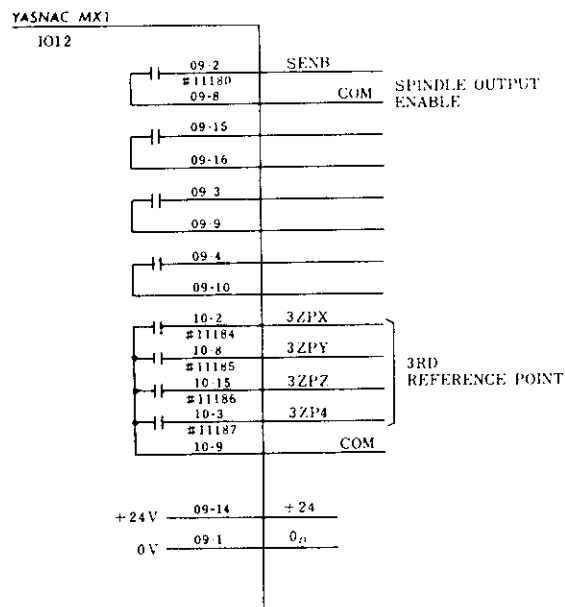 YASNAC MX1
IO12
09-2 SENB
#11180
09-8 COM
SPINDLE OUTPUT
ENABLE
09-15
09-16
09-3
09-9
09-4
09-10
10-2 3ZPX
#11184
10-8 3ZPY
#11185
10-15 3ZPZ
#11186
10-3 3ZP4
#11187
10-9 COM
3RD
REFERENCE POINT
+24V 09-14 +24
0V 09-1